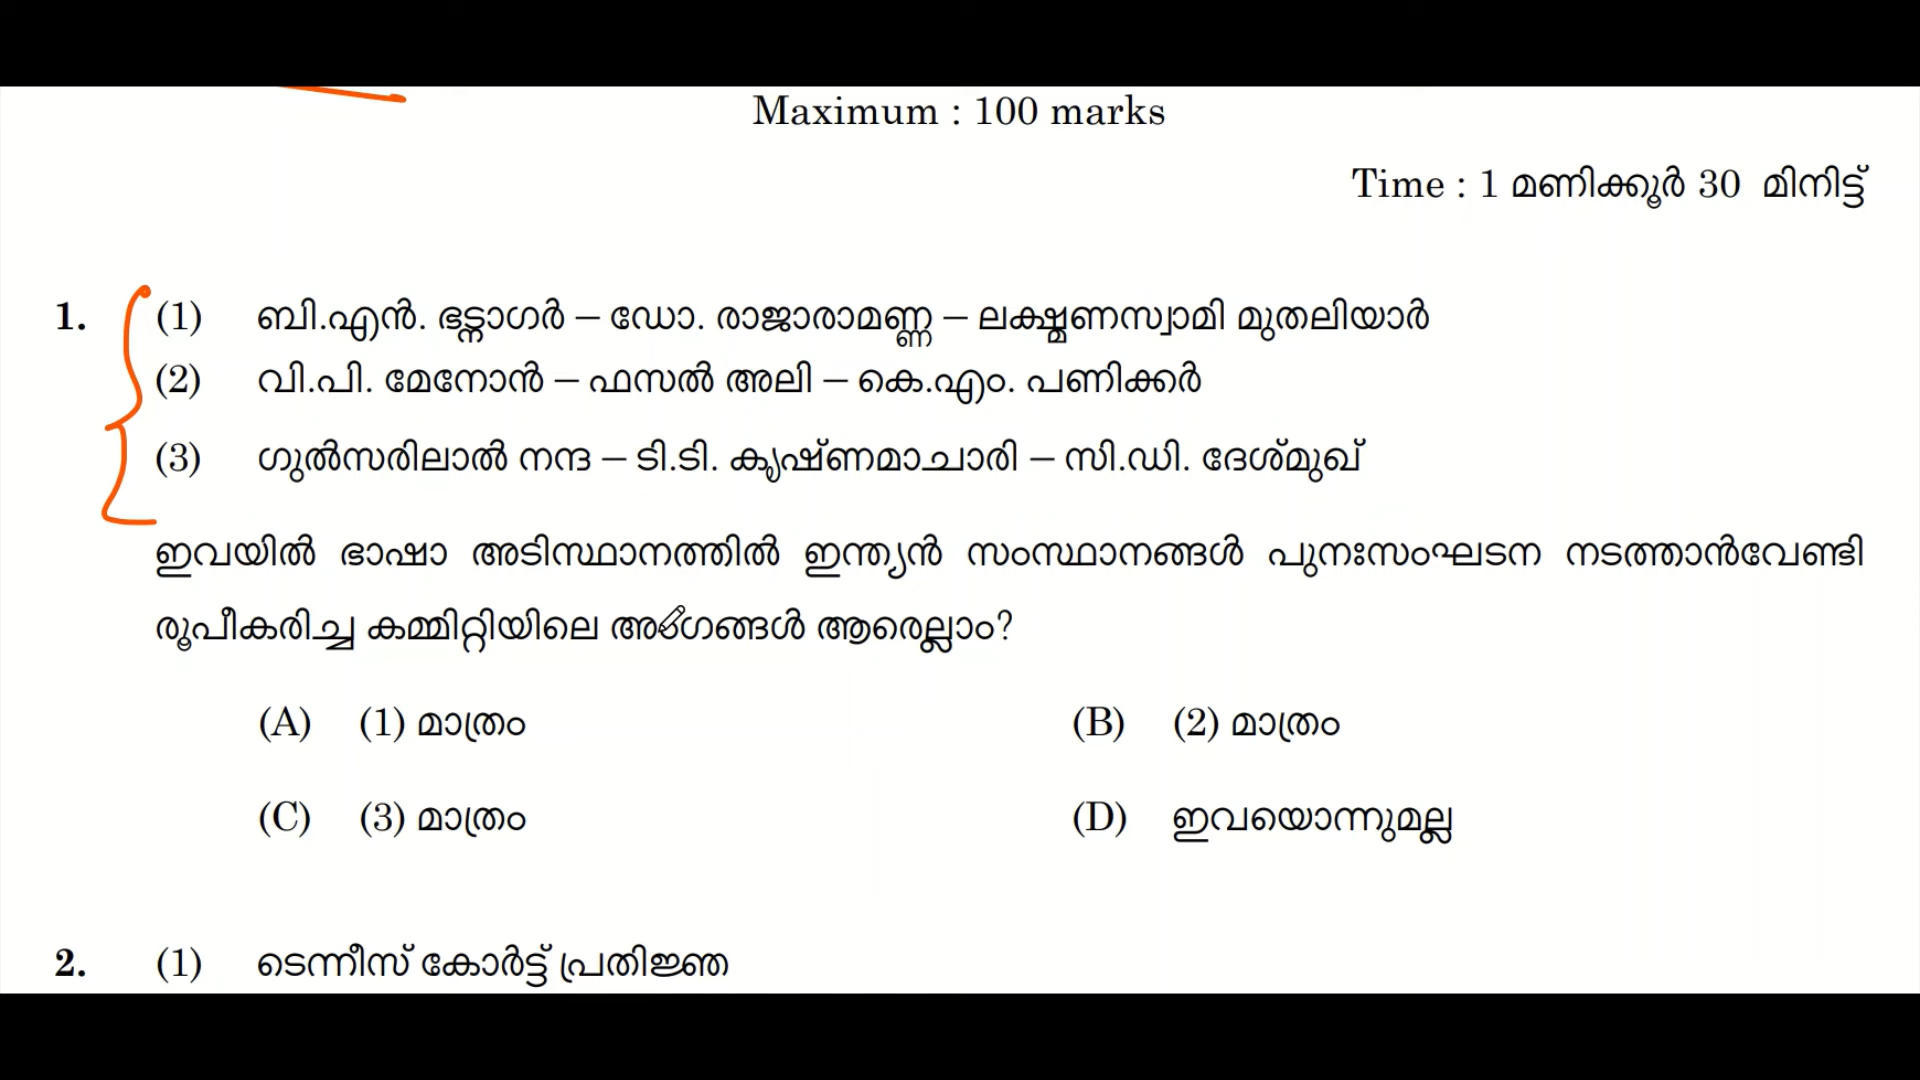 Maximum : 100 marks
Time : 1 മണിക്കൂർ 30 മിനിട്ട്
1. (1) ബി.എൻ. ഭട്നാഗർ – ഡോ. രാജാരാമണ്ണ – ലക്ഷ്മണസ്വാമി മുതലിയാർ
(2) വി.പി. മേനോൻ – ഫസൽ അലി – കെ.എം. പണിക്കർ
(3) ഗുൽസരിലാൽ നന്ദ – ടി.ടി. കൃഷ്ണമാചാരി – സി.ഡി. ദേശ്മുഖ്
ഇവയിൽ ഭാഷാ അടിസ്ഥാനത്തിൽ ഇന്ത്യൻ സംസ്ഥാനങ്ങൾ പുനഃസംഘടന നടത്താൻവേണ്ടി
രൂപീകരിച്ച കമ്മിറ്റിയിലെ അംഗങ്ങൾ ആരെല്ലാം?
(A) (1) മാത്രം (B) (2) മാത്രം
(C) (3) മാത്രം (D) ഇവയൊന്നുമല്ല
2. (1) ടെന്നീസ് കോർട്ട് പ്രതിജ്ഞ